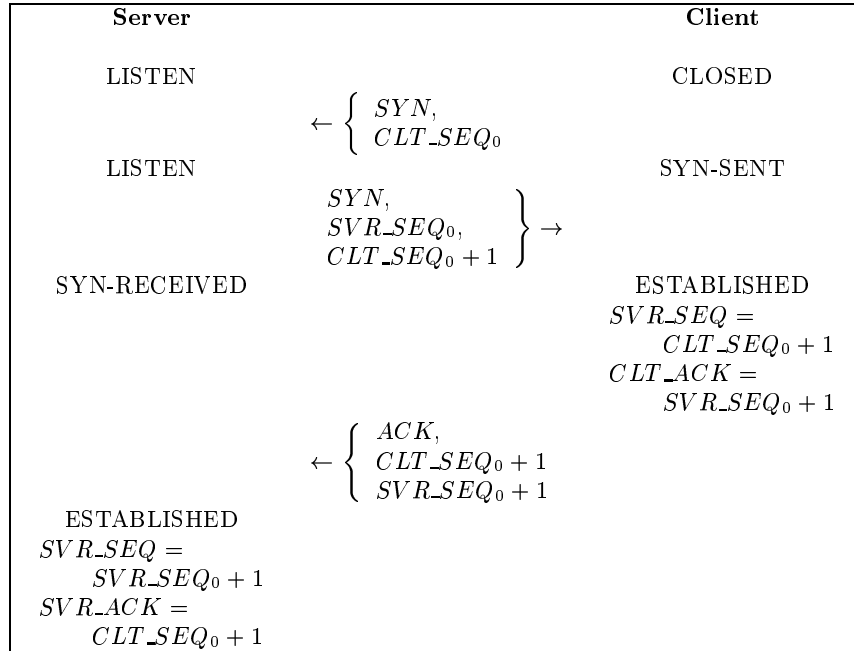 Server Client
LISTEN CLOSED
← { SYN,
CLT_SEQ₀
LISTEN SYN-SENT
SYN,
SVR_SEQ₀,
CLT_SEQ₀ + 1 } →
SYN-RECEIVED ESTABLISHED
SVR_SEQ =
CLT_SEQ₀ + 1
CLT_ACK =
SVR_SEQ₀ + 1
← { ACK,
CLT_SEQ₀ + 1
SVR_SEQ₀ + 1
ESTABLISHED
SVR_SEQ =
SVR_SEQ₀ + 1
SVR_ACK =
CLT_SEQ₀ + 1